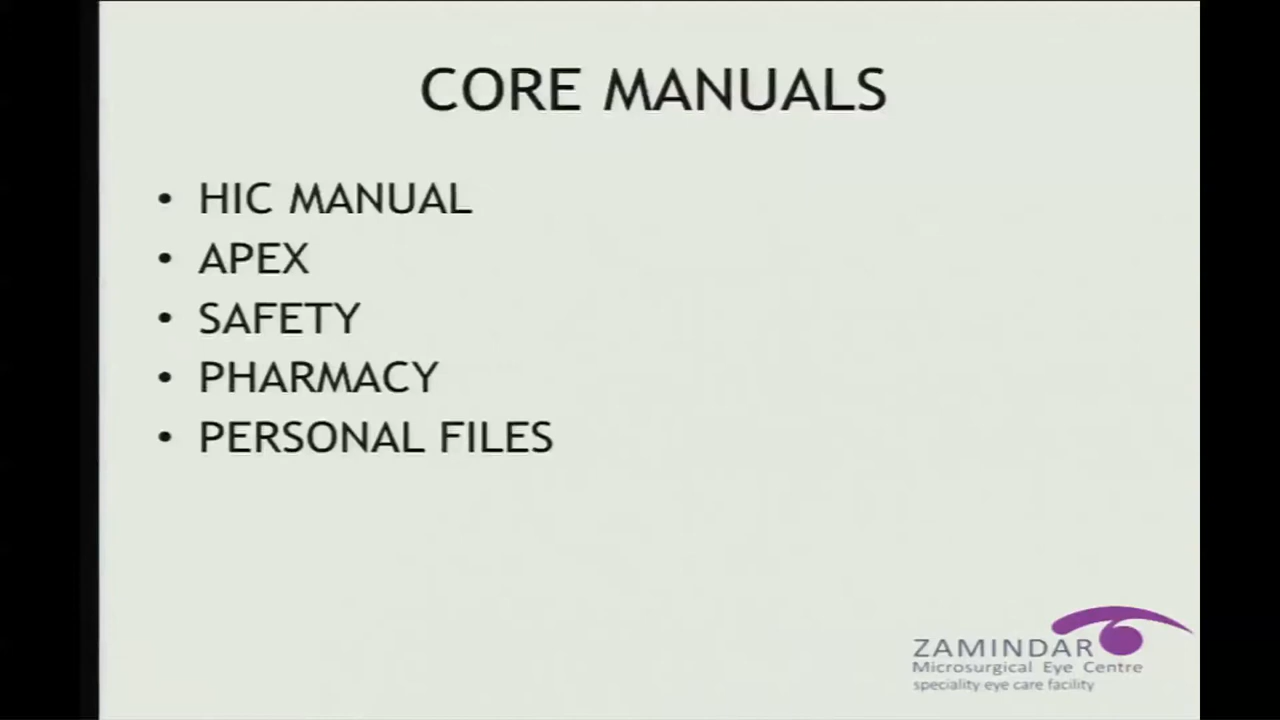 CORE MANUALS
• HIC MANUAL
• APEX
• SAFETY
• PHARMACY
• PERSONAL FILES
ZAMINDAR
Microsurgical Eye Centre
speciality eye care facility